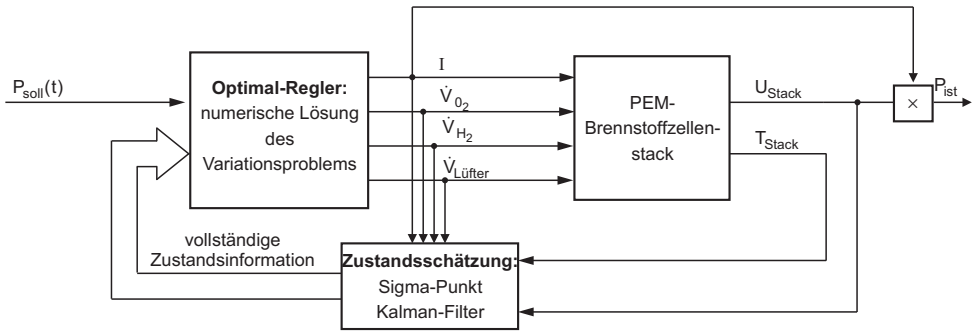 P_soll(t)
Optimal-Regler:
numerische Lösung
des
Variationsproblems
I
V̇_0₂
V̇_H₂
V̇_Lüfter
PEM-
Brennstoffzellen-
stack
U_Stack
T_Stack
×
P_ist
vollständige
Zustandsinformation
Zustandsschätzung:
Sigma-Punkt
Kalman-Filter